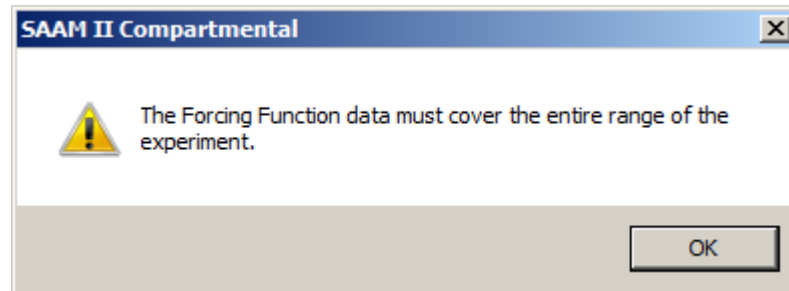 SAAM II Compartmental
The Forcing Function data must cover the entire range of the
experiment.
OK